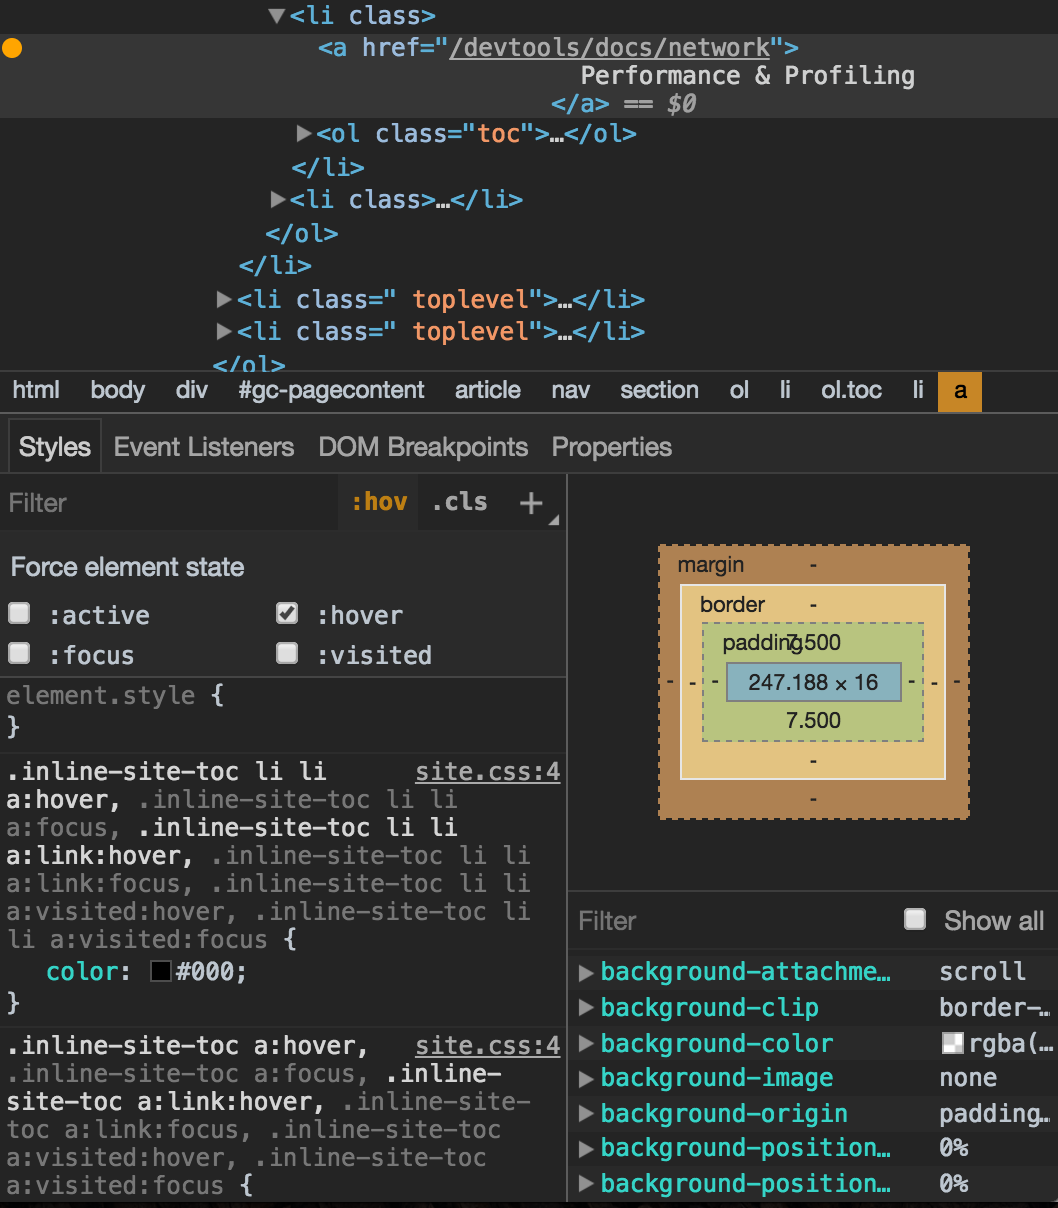 ▼<li class>
<a href="/devtools/docs/network">
Performance & Profiling
</a> == $0
▶<ol class="toc">…</ol>
</li>
▶<li class>…</li>
</ol>
</li>
▶<li class=" toplevel">…</li>
▶<li class=" toplevel">…</li>
</ol>
html body div #gc-pagecontent article nav section ol li ol.toc li a
Styles Event Listeners DOM Breakpoints Properties
Filter :hov .cls +
Force element state
:active :hover
:focus :visited
element.style {
}
.inline-site-toc li li site.css:4
a:hover, .inline-site-toc li li
a:focus, .inline-site-toc li li
a:link:hover, .inline-site-toc li li
a:link:focus, .inline-site-toc li li
a:visited:hover, .inline-site-toc li
li a:visited:focus {
color: #000;
}
.inline-site-toc a:hover, site.css:4
.inline-site-toc a:focus, .inline-
site-toc a:link:hover, .inline-site-
toc a:link:focus, .inline-site-toc
a:visited:hover, .inline-site-toc
a:visited:focus {
margin -
border -
padding 7.500
- - - 247.188 × 16 - - -
7.500
-
-
Filter Show all
▶background-attachme… scroll
▶background-clip border-…
▶background-color rgba(…
▶background-image none
▶background-origin padding…
▶background-position… 0%
▶background-position… 0%